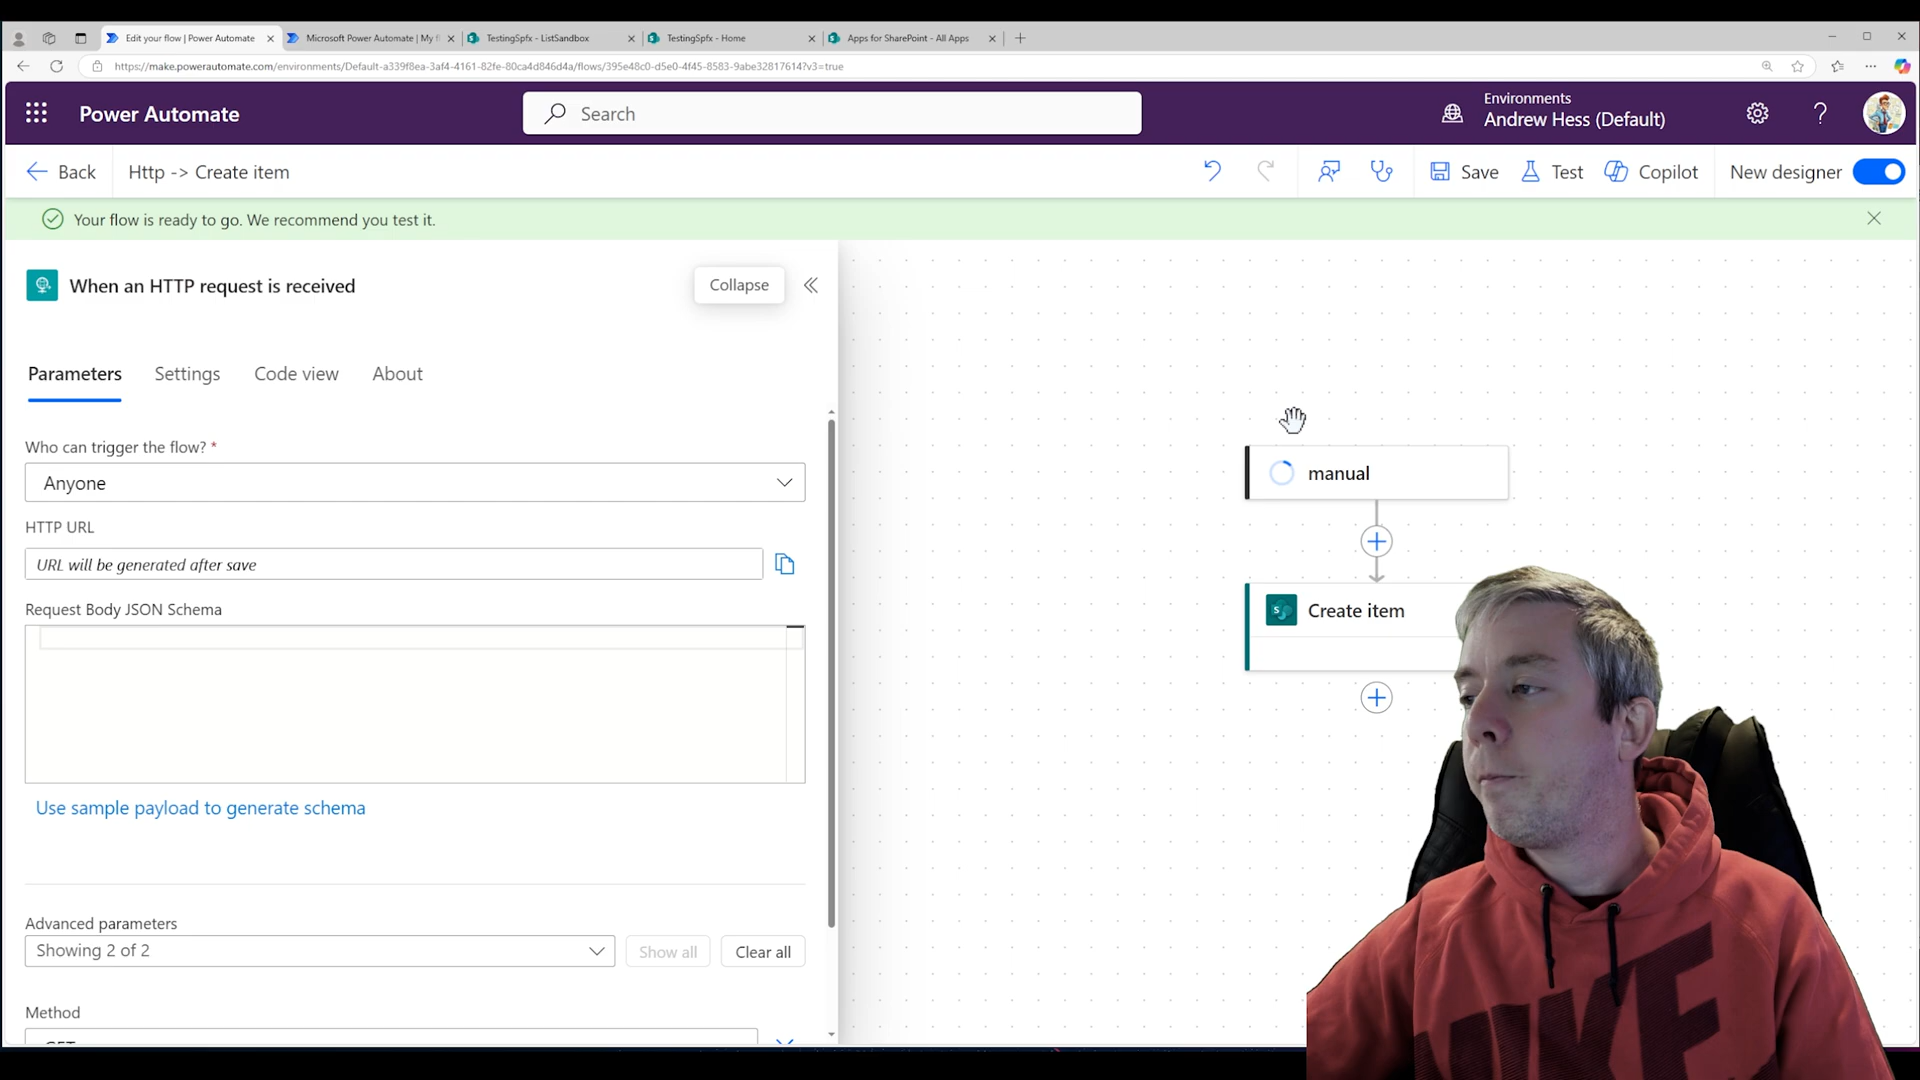 Edit your flow | Power Automate
Microsoft Power Automate | My f
TestingSpfx - ListSandbox
TestingSpfx - Home
Apps for SharePoint - All Apps
https://make.powerautomate.com/environments/Default-a339f8ea-3af4-4161-82fe-80ca4d846d4a/flows/395e48c0-d5e0-4f45-8583-9abe32817614?v3=true
Power Automate
Search
Environments
Andrew Hess (Default)
Back
Http -> Create item
Save
Test
Copilot
New designer
Your flow is ready to go. We recommend you test it.
When an HTTP request is received
Collapse
Parameters
Settings
Code view
About
Who can trigger the flow? *
Anyone
HTTP URL
URL will be generated after save
Request Body JSON Schema
Use sample payload to generate schema
Advanced parameters
Showing 2 of 2
Show all
Clear all
Method
GET
manual
Create item
NIKE